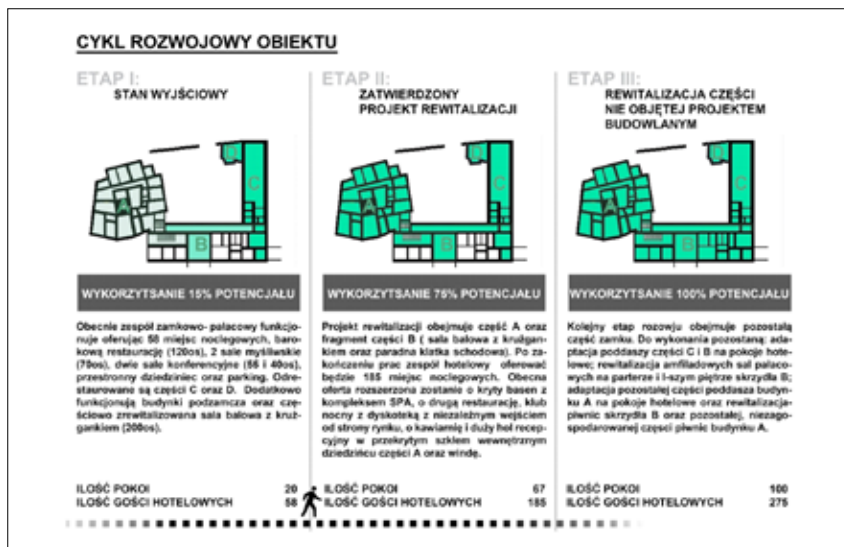 CYKL ROZWOJOWY OBIEKTU
ETAP I:
STAN WYJŚCIOWY
A
B
C
D
WYKORZYTSANIE 15% POTENCJAŁU
Obecnie zespół zamkowo- pałacowy funkcjo-
nuje oferując 58 miejsc noclegowych, baro-
kową restaurację (120os), 2 sale myśliwskie
(70os), dwie sale konferencyjne (55 i 40os),
przestronny dziedziniec oraz parking. Odre-
staurowane są części C oraz D. Dodatkowo
funkcjonują budynki podzamcza oraz czę-
ściowo zrewitalizowana sala balowa z kruż-
gankiem (200os).
ILOŚĆ POKOI 20
ILOŚĆ GOŚCI HOTELOWYCH 58
ETAP II:
ZATWIERDZONY
PROJEKT REWITALIZACJI
A
B
C
D
WYKORZYTSANIE 75% POTENCJAŁU
Projekt rewitalizacji obejmuje część A oraz
fragment części B ( sala balowa z krużgan-
kiem oraz paradna klatka schodowa). Po za-
kończeniu prac zespół hotelowy oferować
będzie 185 miejsc noclegowych. Obecna
oferta rozszerzona zostanie o kryty basen z
kompleksem SPA, o drugą restaurację, klub
nocny z dyskoteką z niezależnym wejściem
od strony rynku, o kawiarnię i duży hol recep-
cyjny w przekrytym szkłem wewnętrznym
dziedzińcu części A oraz windę.
ILOŚĆ POKOI 67
ILOŚĆ GOŚCI HOTELOWYCH 185
ETAP III:
REWITALIZACJA CZĘŚCI
NIE OBJĘTEJ PROJEKTEM
BUDOWLANYM
A
B
C
D
WYKORZYTSANIE 100% POTENCJAŁU
Kolejny etap rozowju obejmuje pozostałą
część zamku. Do wykonania pozostaną: ada-
ptacja poddaszy części C i B na pokoje hote-
lowe; rewitalizacja amfiladowych sal pałaco-
wych na parterze i I-szym piętrze skrzydła B;
adaptacja pozostałej części poddasza budyn-
ku A na pokoje hotelowe oraz rewitalizacja-
piwnic skrzydła B oraz pozostałej, niezago-
spodarowanej częsci piwnic budynku A.
ILOŚĆ POKOI 100
ILOŚĆ GOŚCI HOTELOWYCH 275